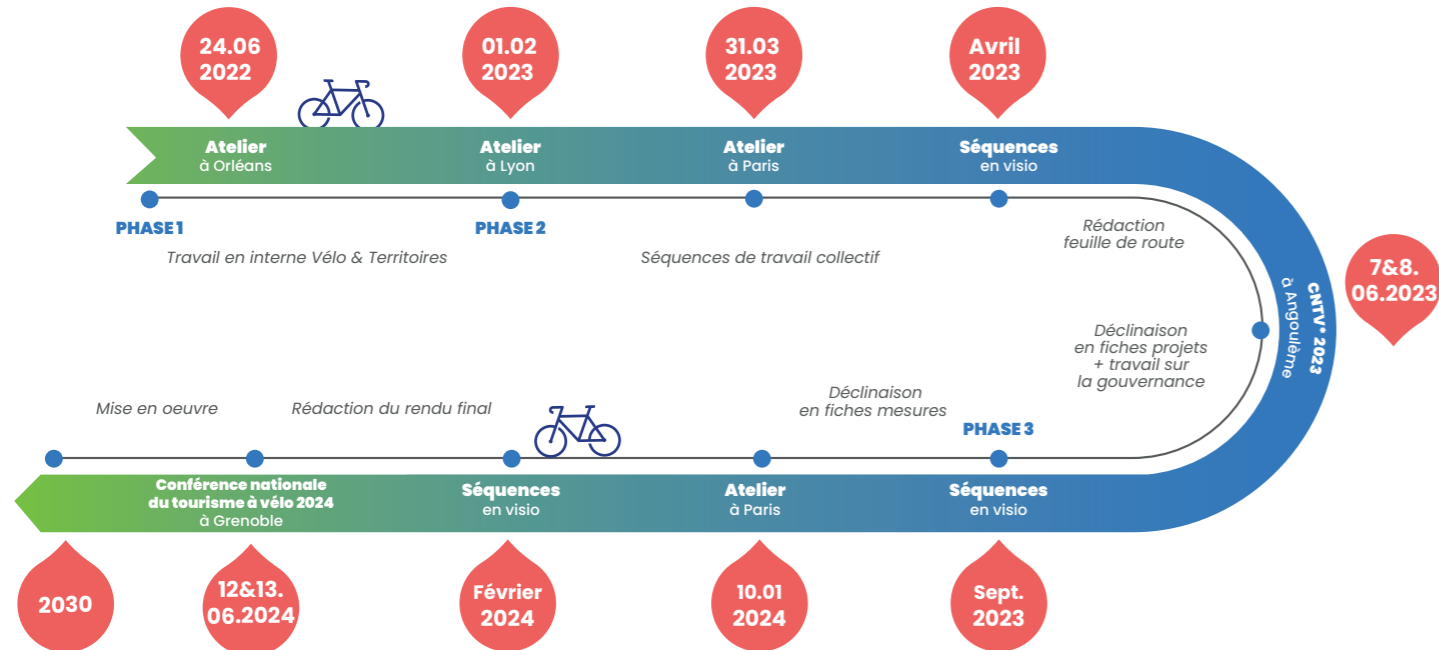 24.06
2022
01.02
2023
31.03
2023
Avril
2023
Atelier
à Orléans
Atelier
à Lyon
Atelier
à Paris
Séquences
en visio
PHASE 1
PHASE 2
Travail en interne Vélo & Territoires
Séquences de travail collectif
Rédaction
feuille de route
7&8.
06.2023
CNTV* 2023
à Angoulême
Déclinaison
en fiches projets
+ travail sur
la gouvernance
Déclinaison
en fiches mesures
PHASE 3
Rédaction du rendu final
Mise en oeuvre
Séquences
en visio
Atelier
à Paris
Séquences
en visio
Conférence nationale
du tourisme à vélo 2024
à Grenoble
Sept.
2023
10.01
2024
Février
2024
12&13.
06.2024
2030